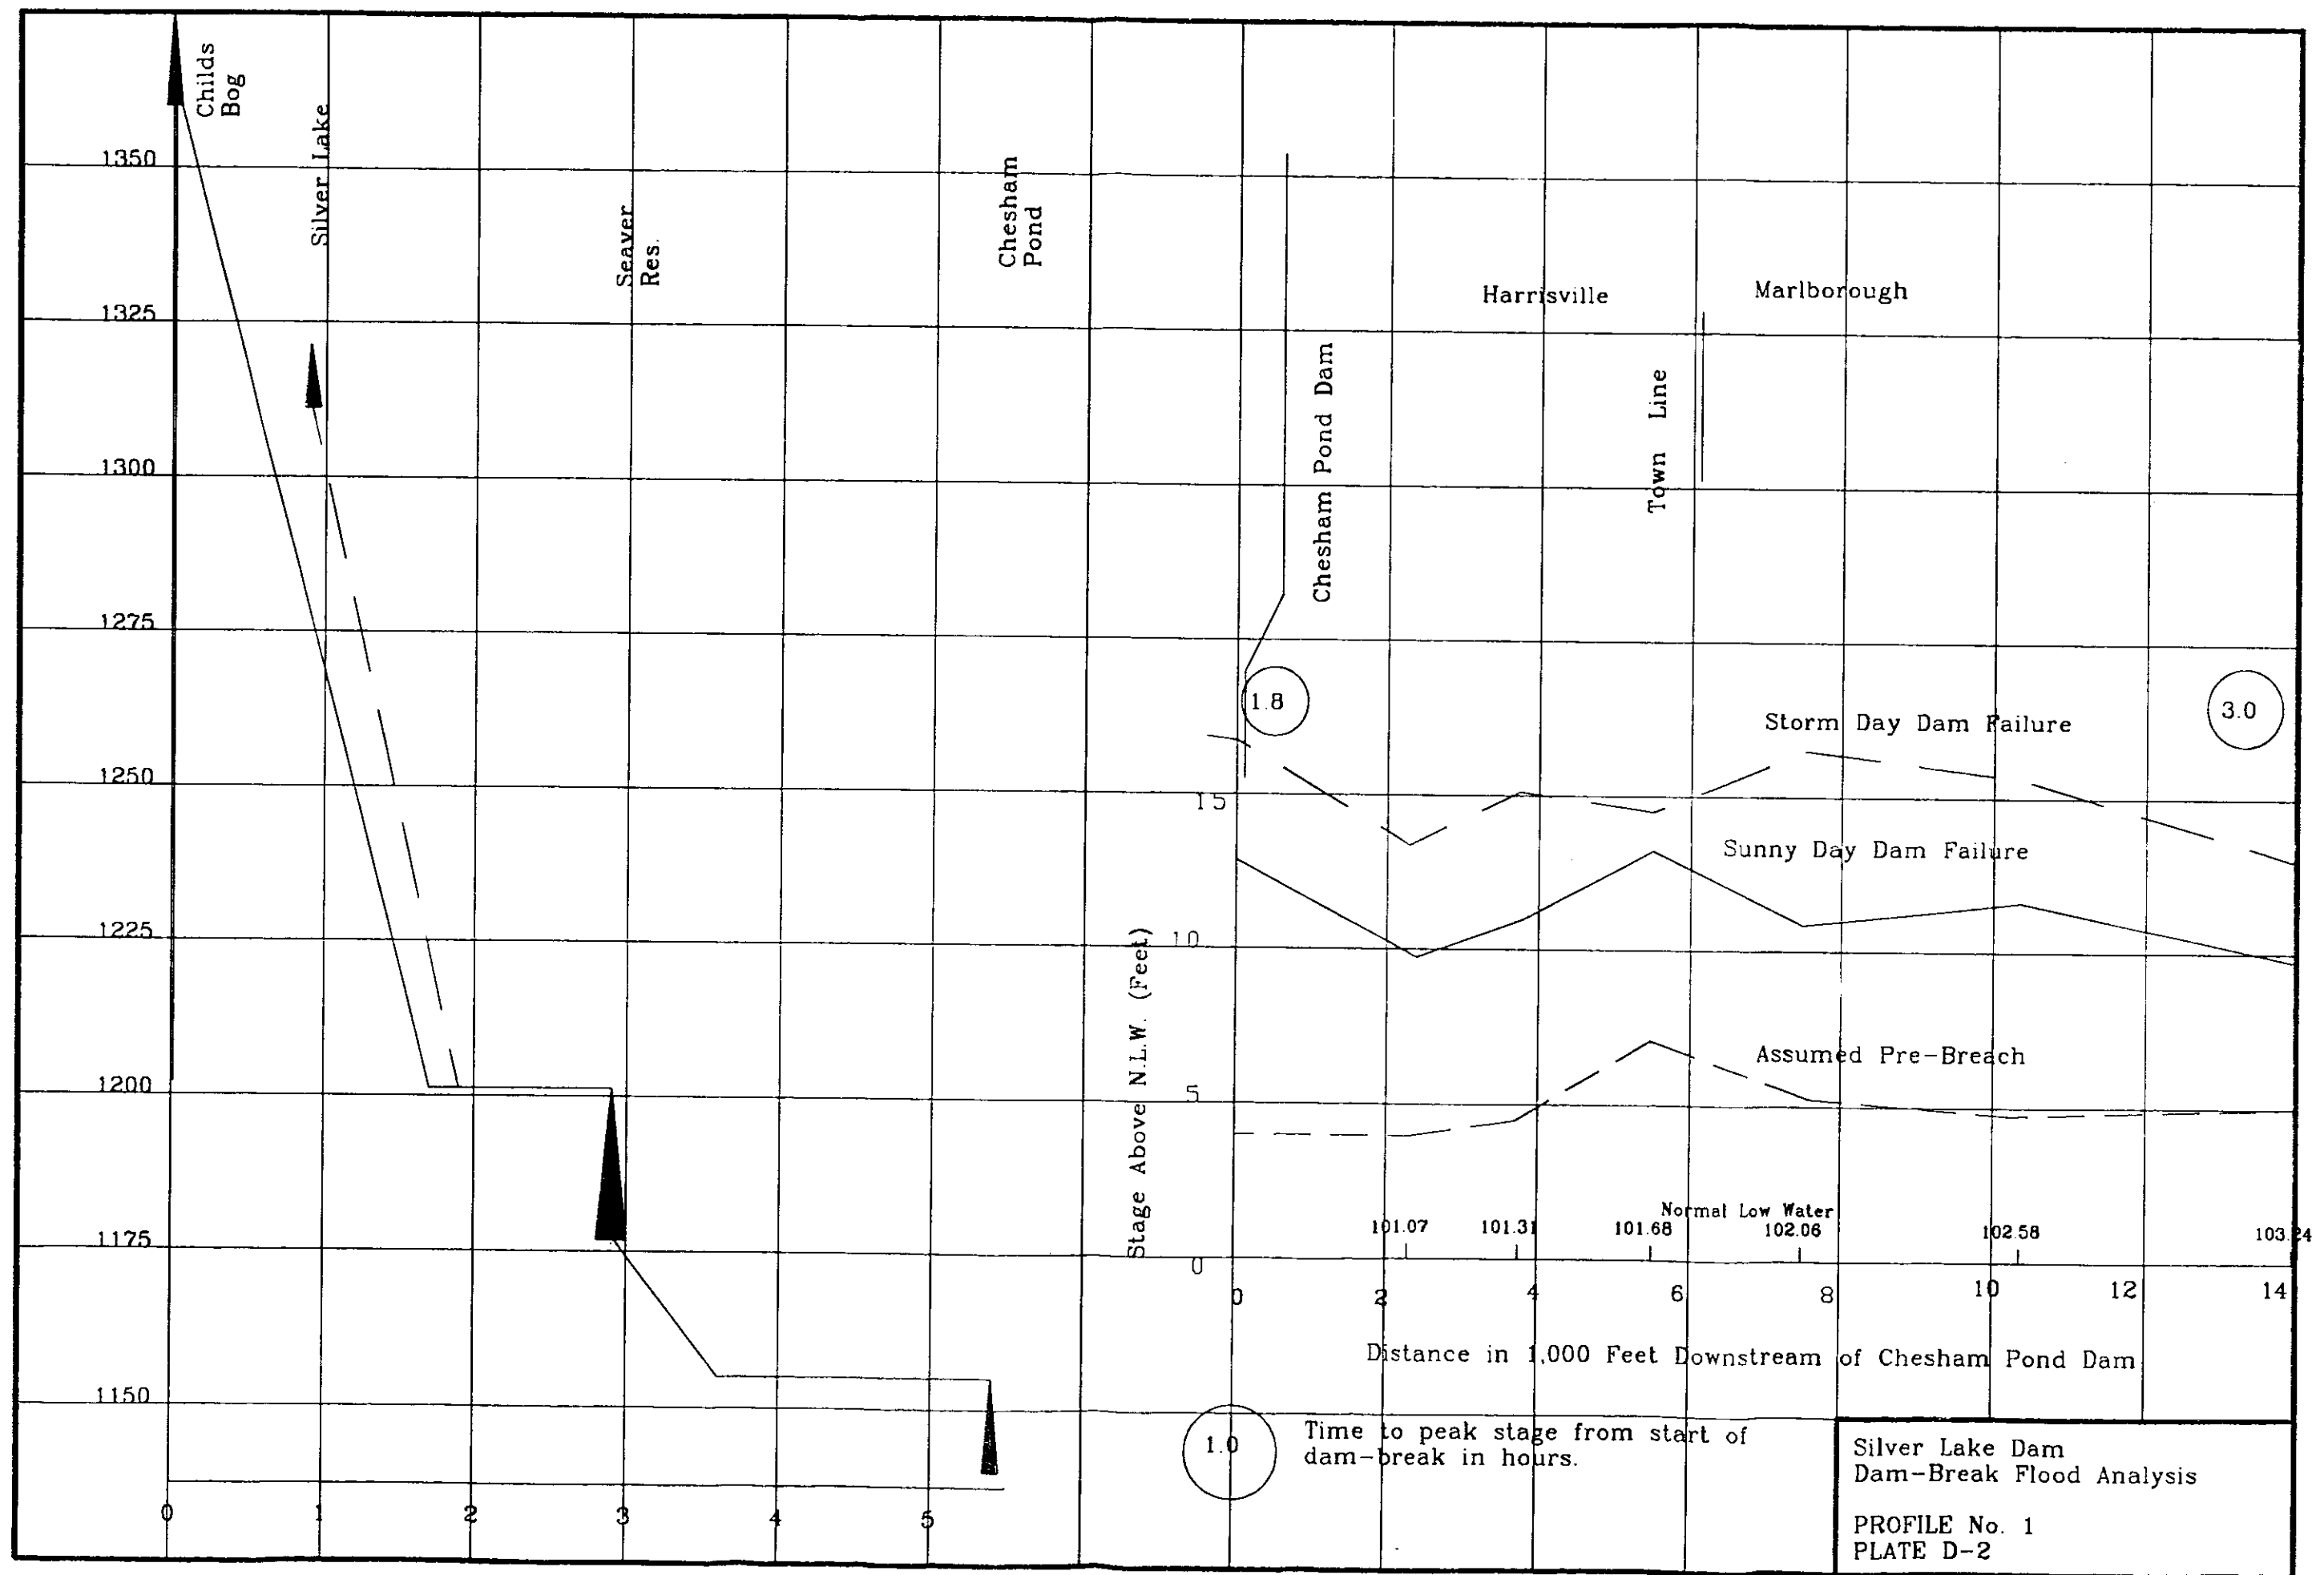 Childs
Bog
Silver Lake
Seaver
Res.
Chesham
Pond
1350
1325
1300
1275
1250
1225
1200
1175
1150
0 1 2 3 4 5
Harrisville
Marlborough
Chesham Pond Dam
Town Line
1.8
3.0
Storm Day Dam Failure
Sunny Day Dam Failure
Assumed Pre-Breach
Stage Above N.L.W. (Feet)
15
10
5
0
Normal Low Water
101.07 101.31 101.68 102.06 102.58 103.24
0 2 4 6 8 10 12 14
Distance in 1,000 Feet Downstream of Chesham Pond Dam
1.0
Time to peak stage from start of
dam-break in hours.
Silver Lake Dam
Dam-Break Flood Analysis
PROFILE No. 1
PLATE D-2